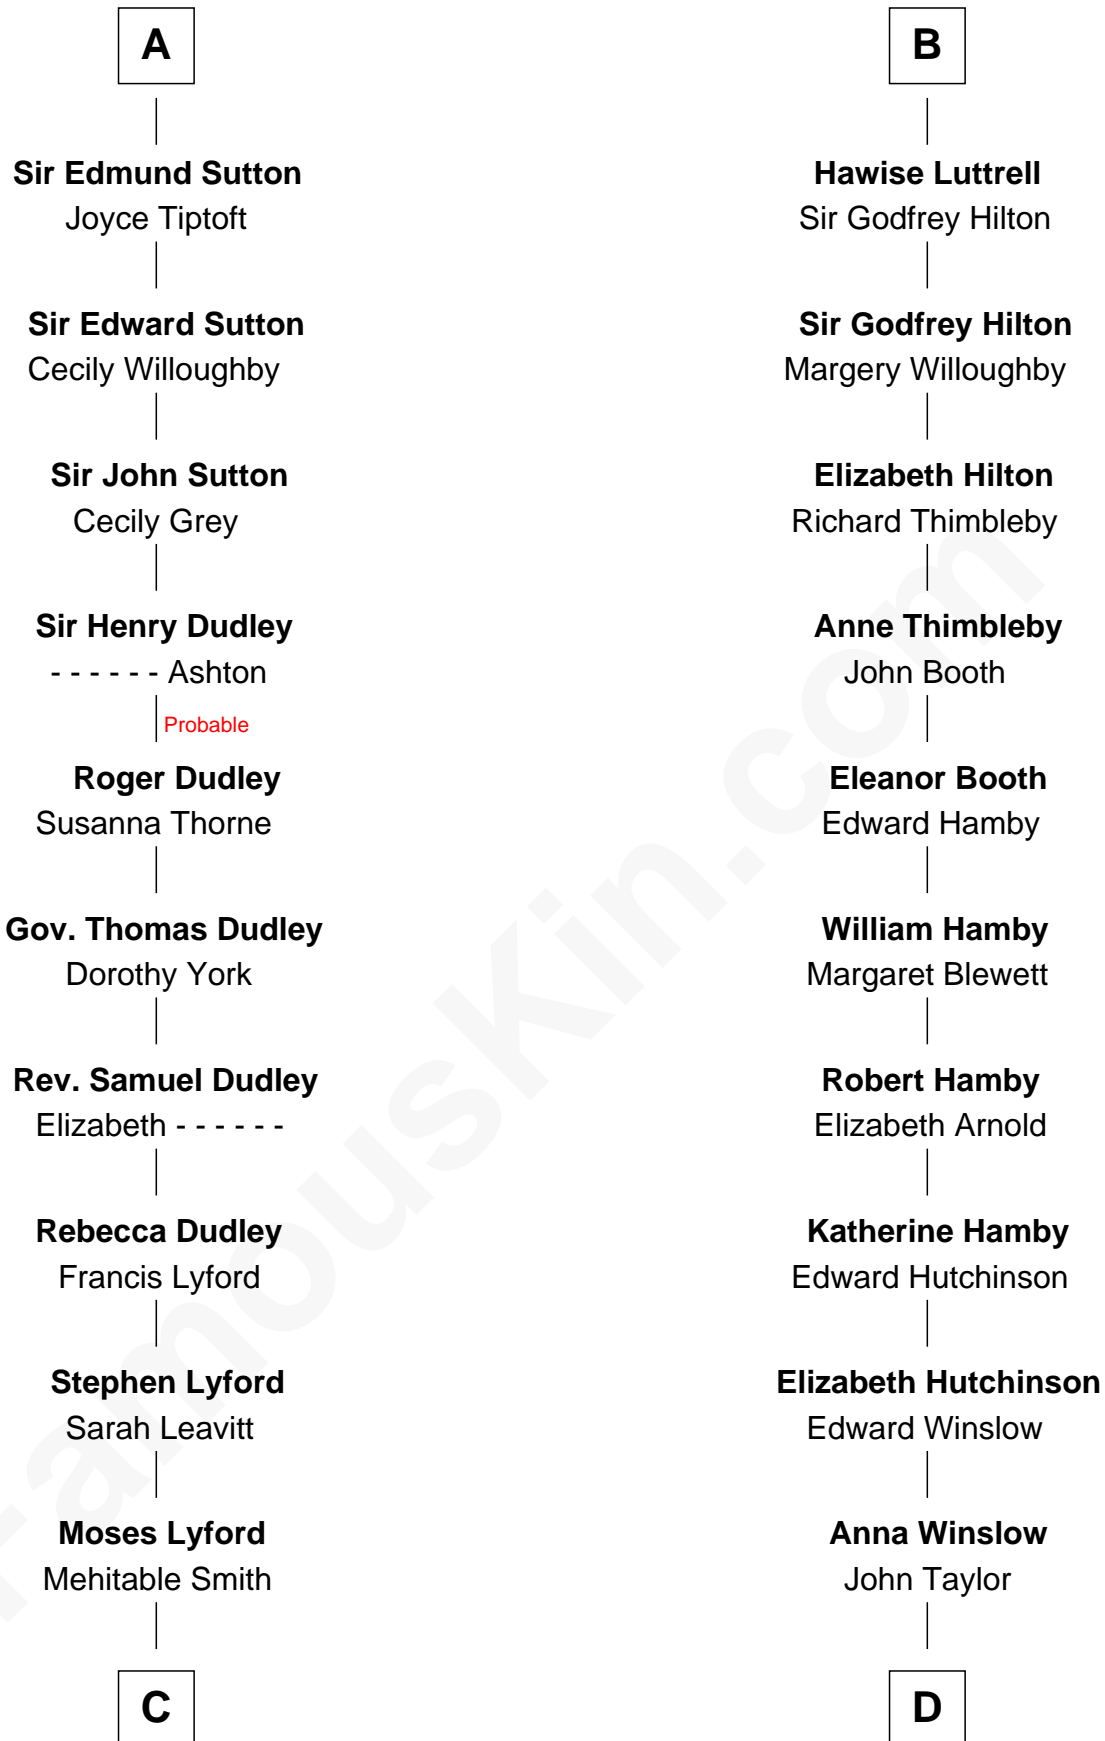 A
Sir Edmund Sutton
Joyce Tiptoft
Sir Edward Sutton
Cecily Willoughby
Sir John Sutton
Cecily Grey
Sir Henry Dudley
- - - - - - Ashton
Probable
Roger Dudley
Susanna Thorne
Gov. Thomas Dudley
Dorothy York
Rev. Samuel Dudley
Elizabeth - - - - - -
Rebecca Dudley
Francis Lyford
Stephen Lyford
Sarah Leavitt
Moses Lyford
Mehitable Smith
C
B
Hawise Luttrell
Sir Godfrey Hilton
Sir Godfrey Hilton
Margery Willoughby
Elizabeth Hilton
Richard Thimbleby
Anne Thimbleby
John Booth
Eleanor Booth
Edward Hamby
William Hamby
Margaret Blewett
Robert Hamby
Elizabeth Arnold
Katherine Hamby
Edward Hutchinson
Elizabeth Hutchinson
Edward Winslow
Anna Winslow
John Taylor
D
FamousKin.com